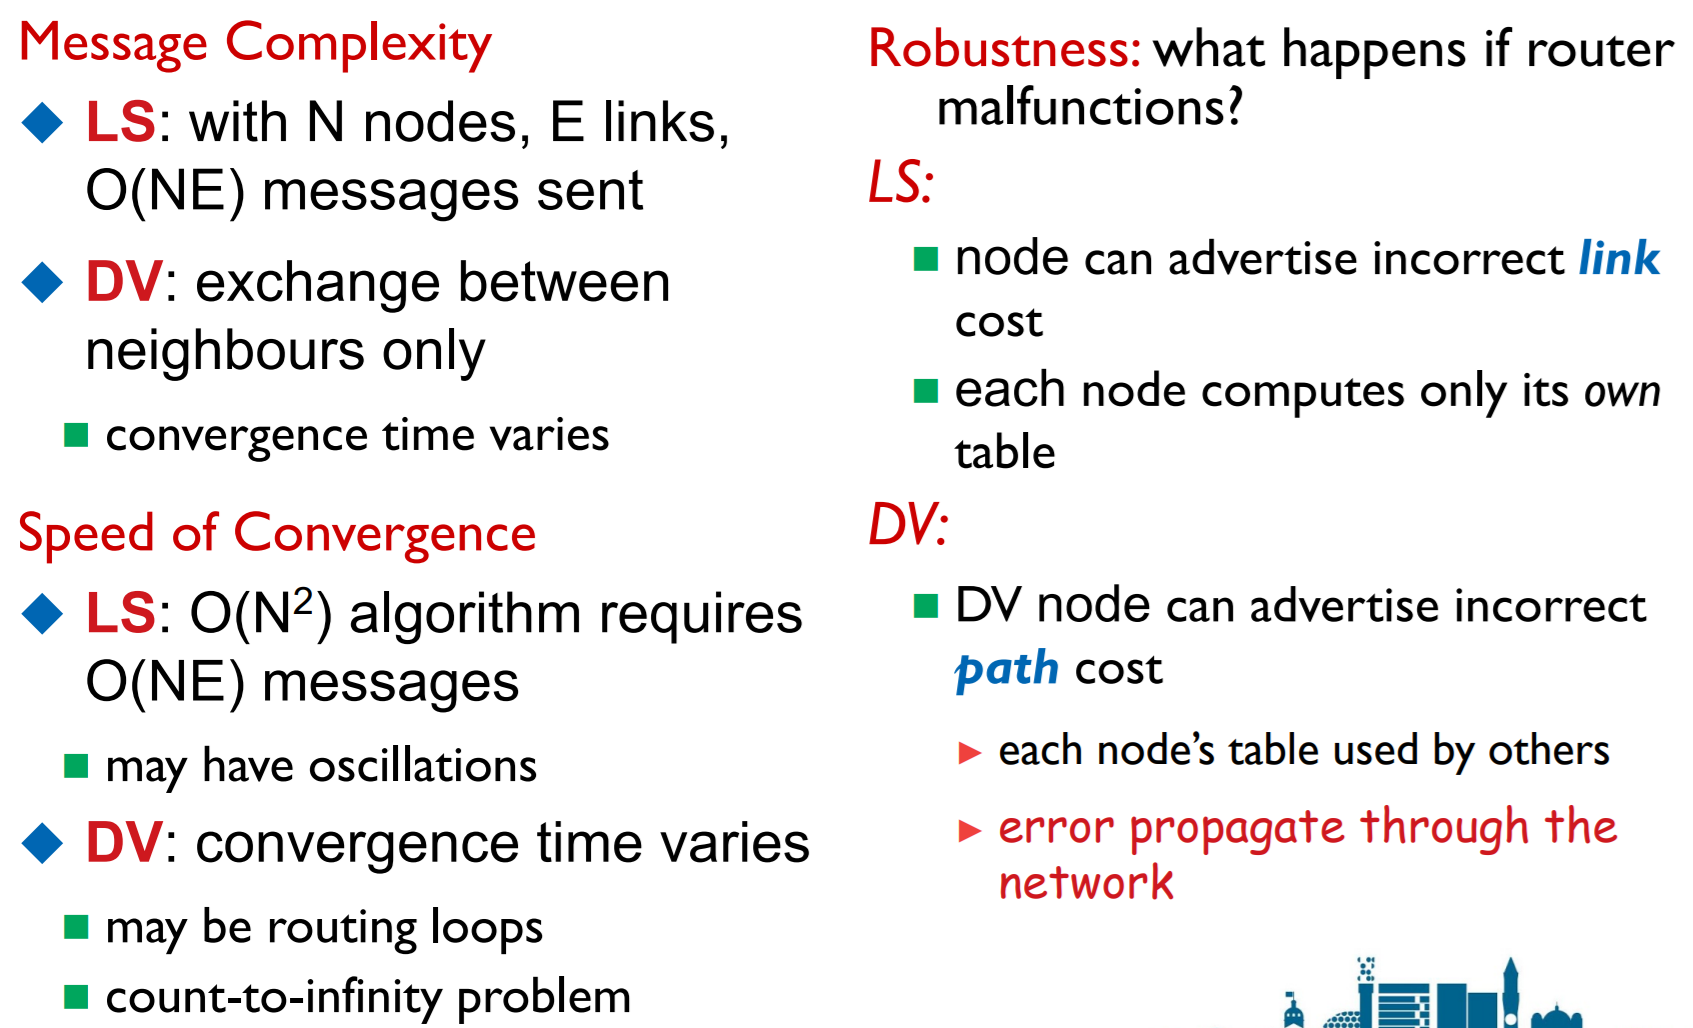 Message Complexity
LS: with N nodes, E links,
O(NE) messages sent
DV: exchange between
neighbours only
convergence time varies
Speed of Convergence
LS: O(N²) algorithm requires
O(NE) messages
may have oscillations
DV: convergence time varies
may be routing loops
count-to-infinity problem
Robustness: what happens if router
malfunctions?
LS:
node can advertise incorrect link
cost
each node computes only its own
table
DV:
DV node can advertise incorrect
path cost
each node’s table used by others
error propagate through the
network